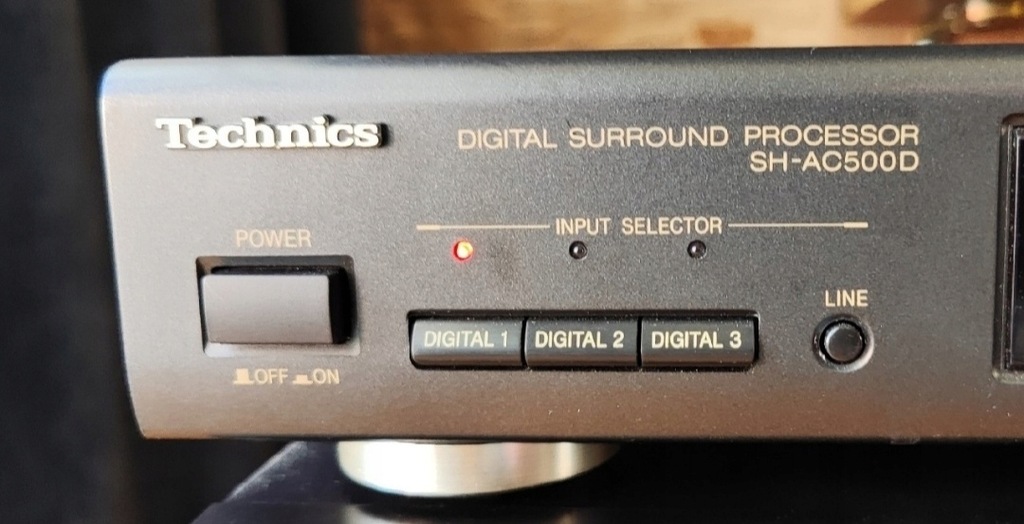 Technics
DIGITAL SURROUND PROCESSOR
SH-AC500D
INPUT SELECTOR
POWER
LINE
DIGITAL 1 DIGITAL 2 DIGITAL 3
OFF ON